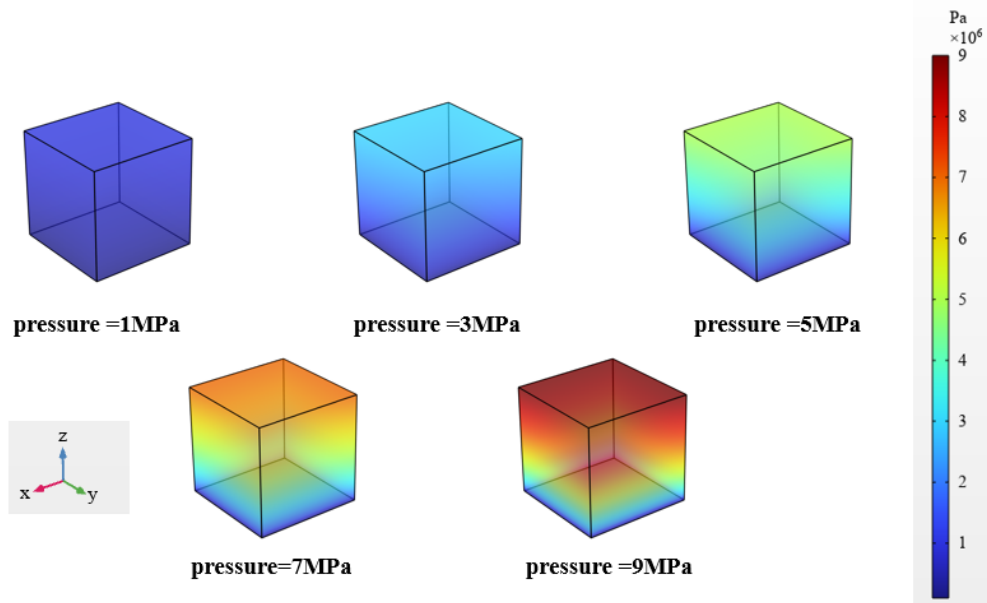 Pa
×10⁶
9
8
7
6
5
4
3
2
1
pressure =1MPa
pressure =3MPa
pressure =5MPa
z
x
y
pressure=7MPa
pressure =9MPa